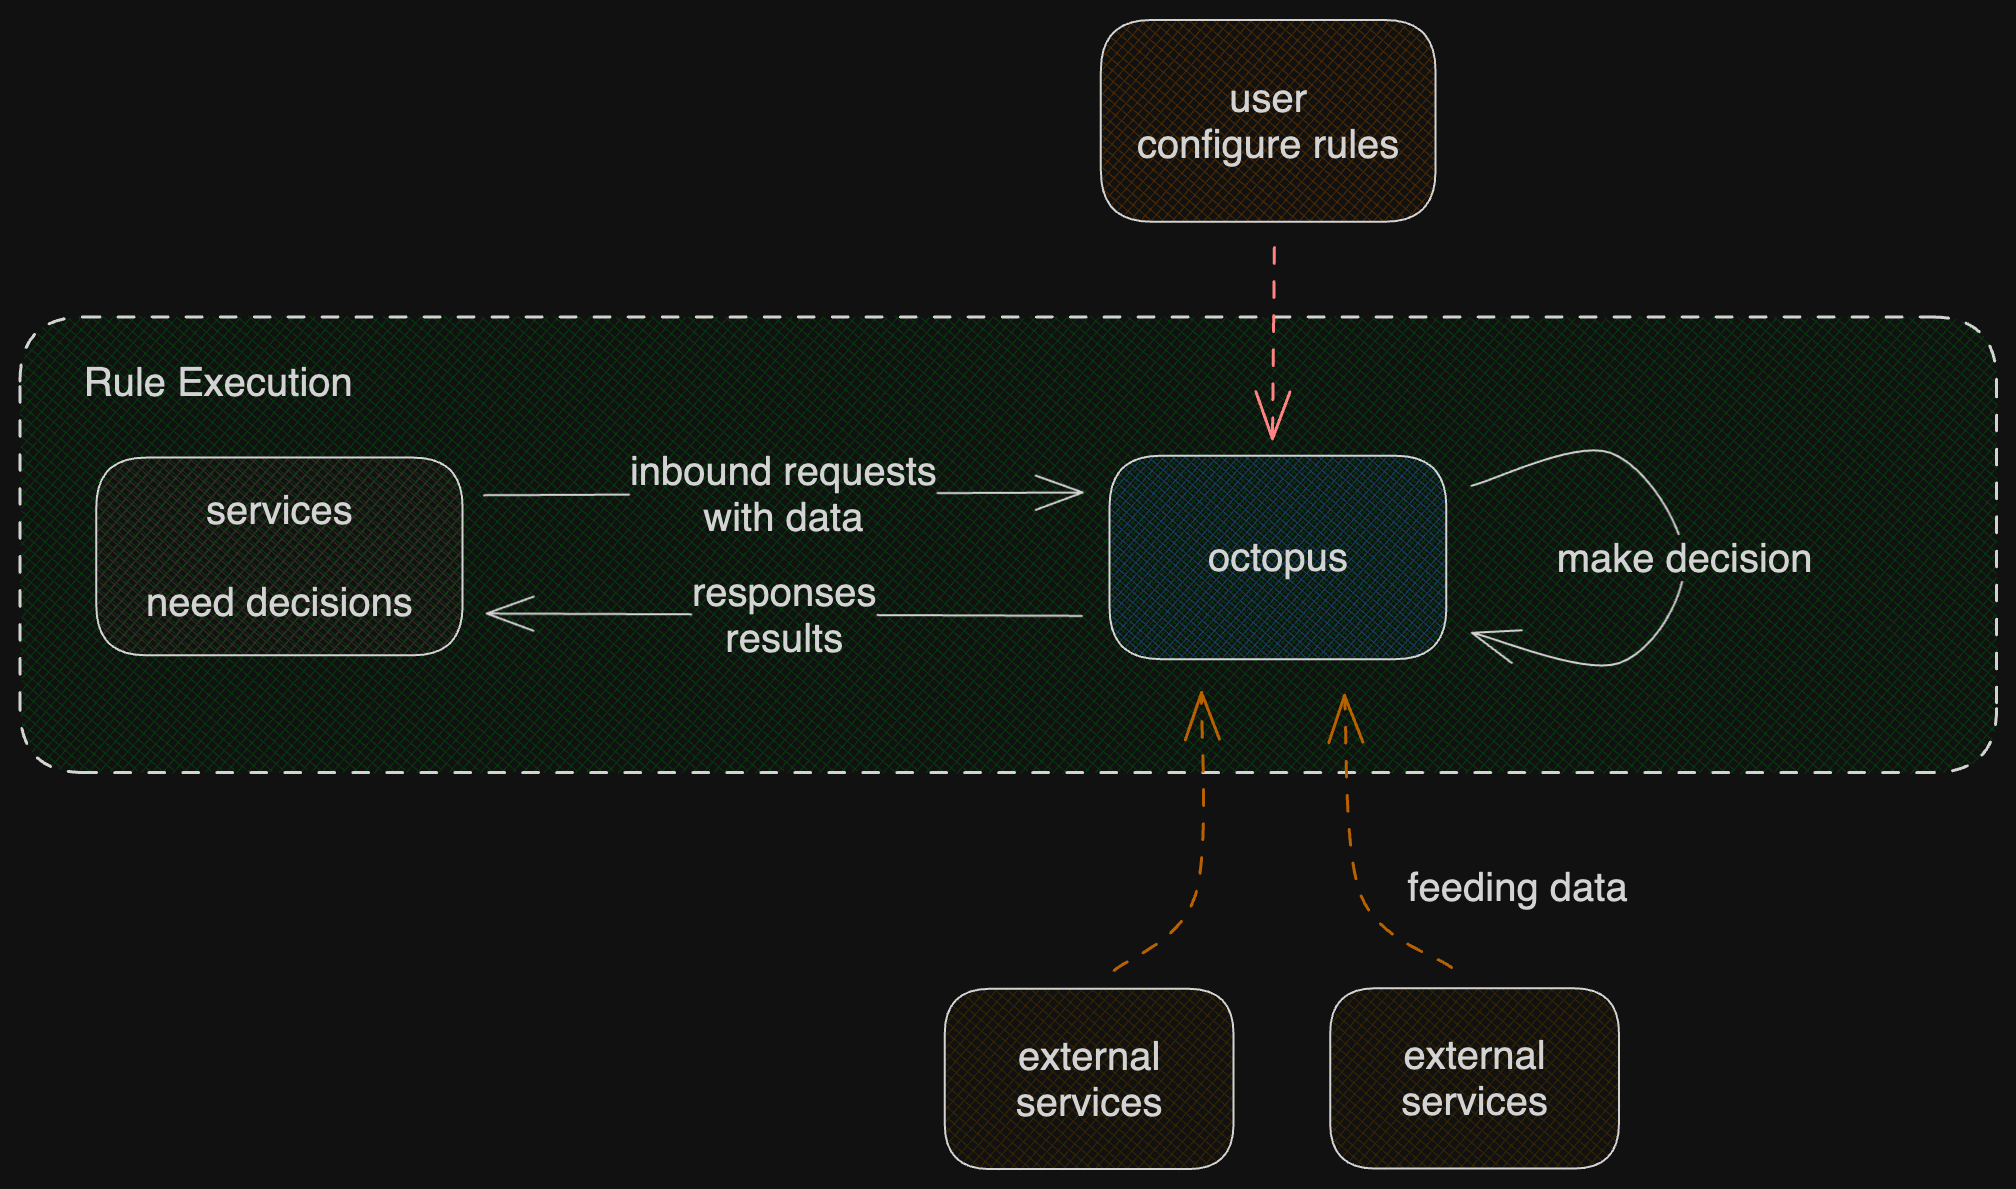 user
configure rules
Rule Execution
services
need decisions
inbound requests
with data
responses
results
octopus
make decision
feeding data
external
services
external
services